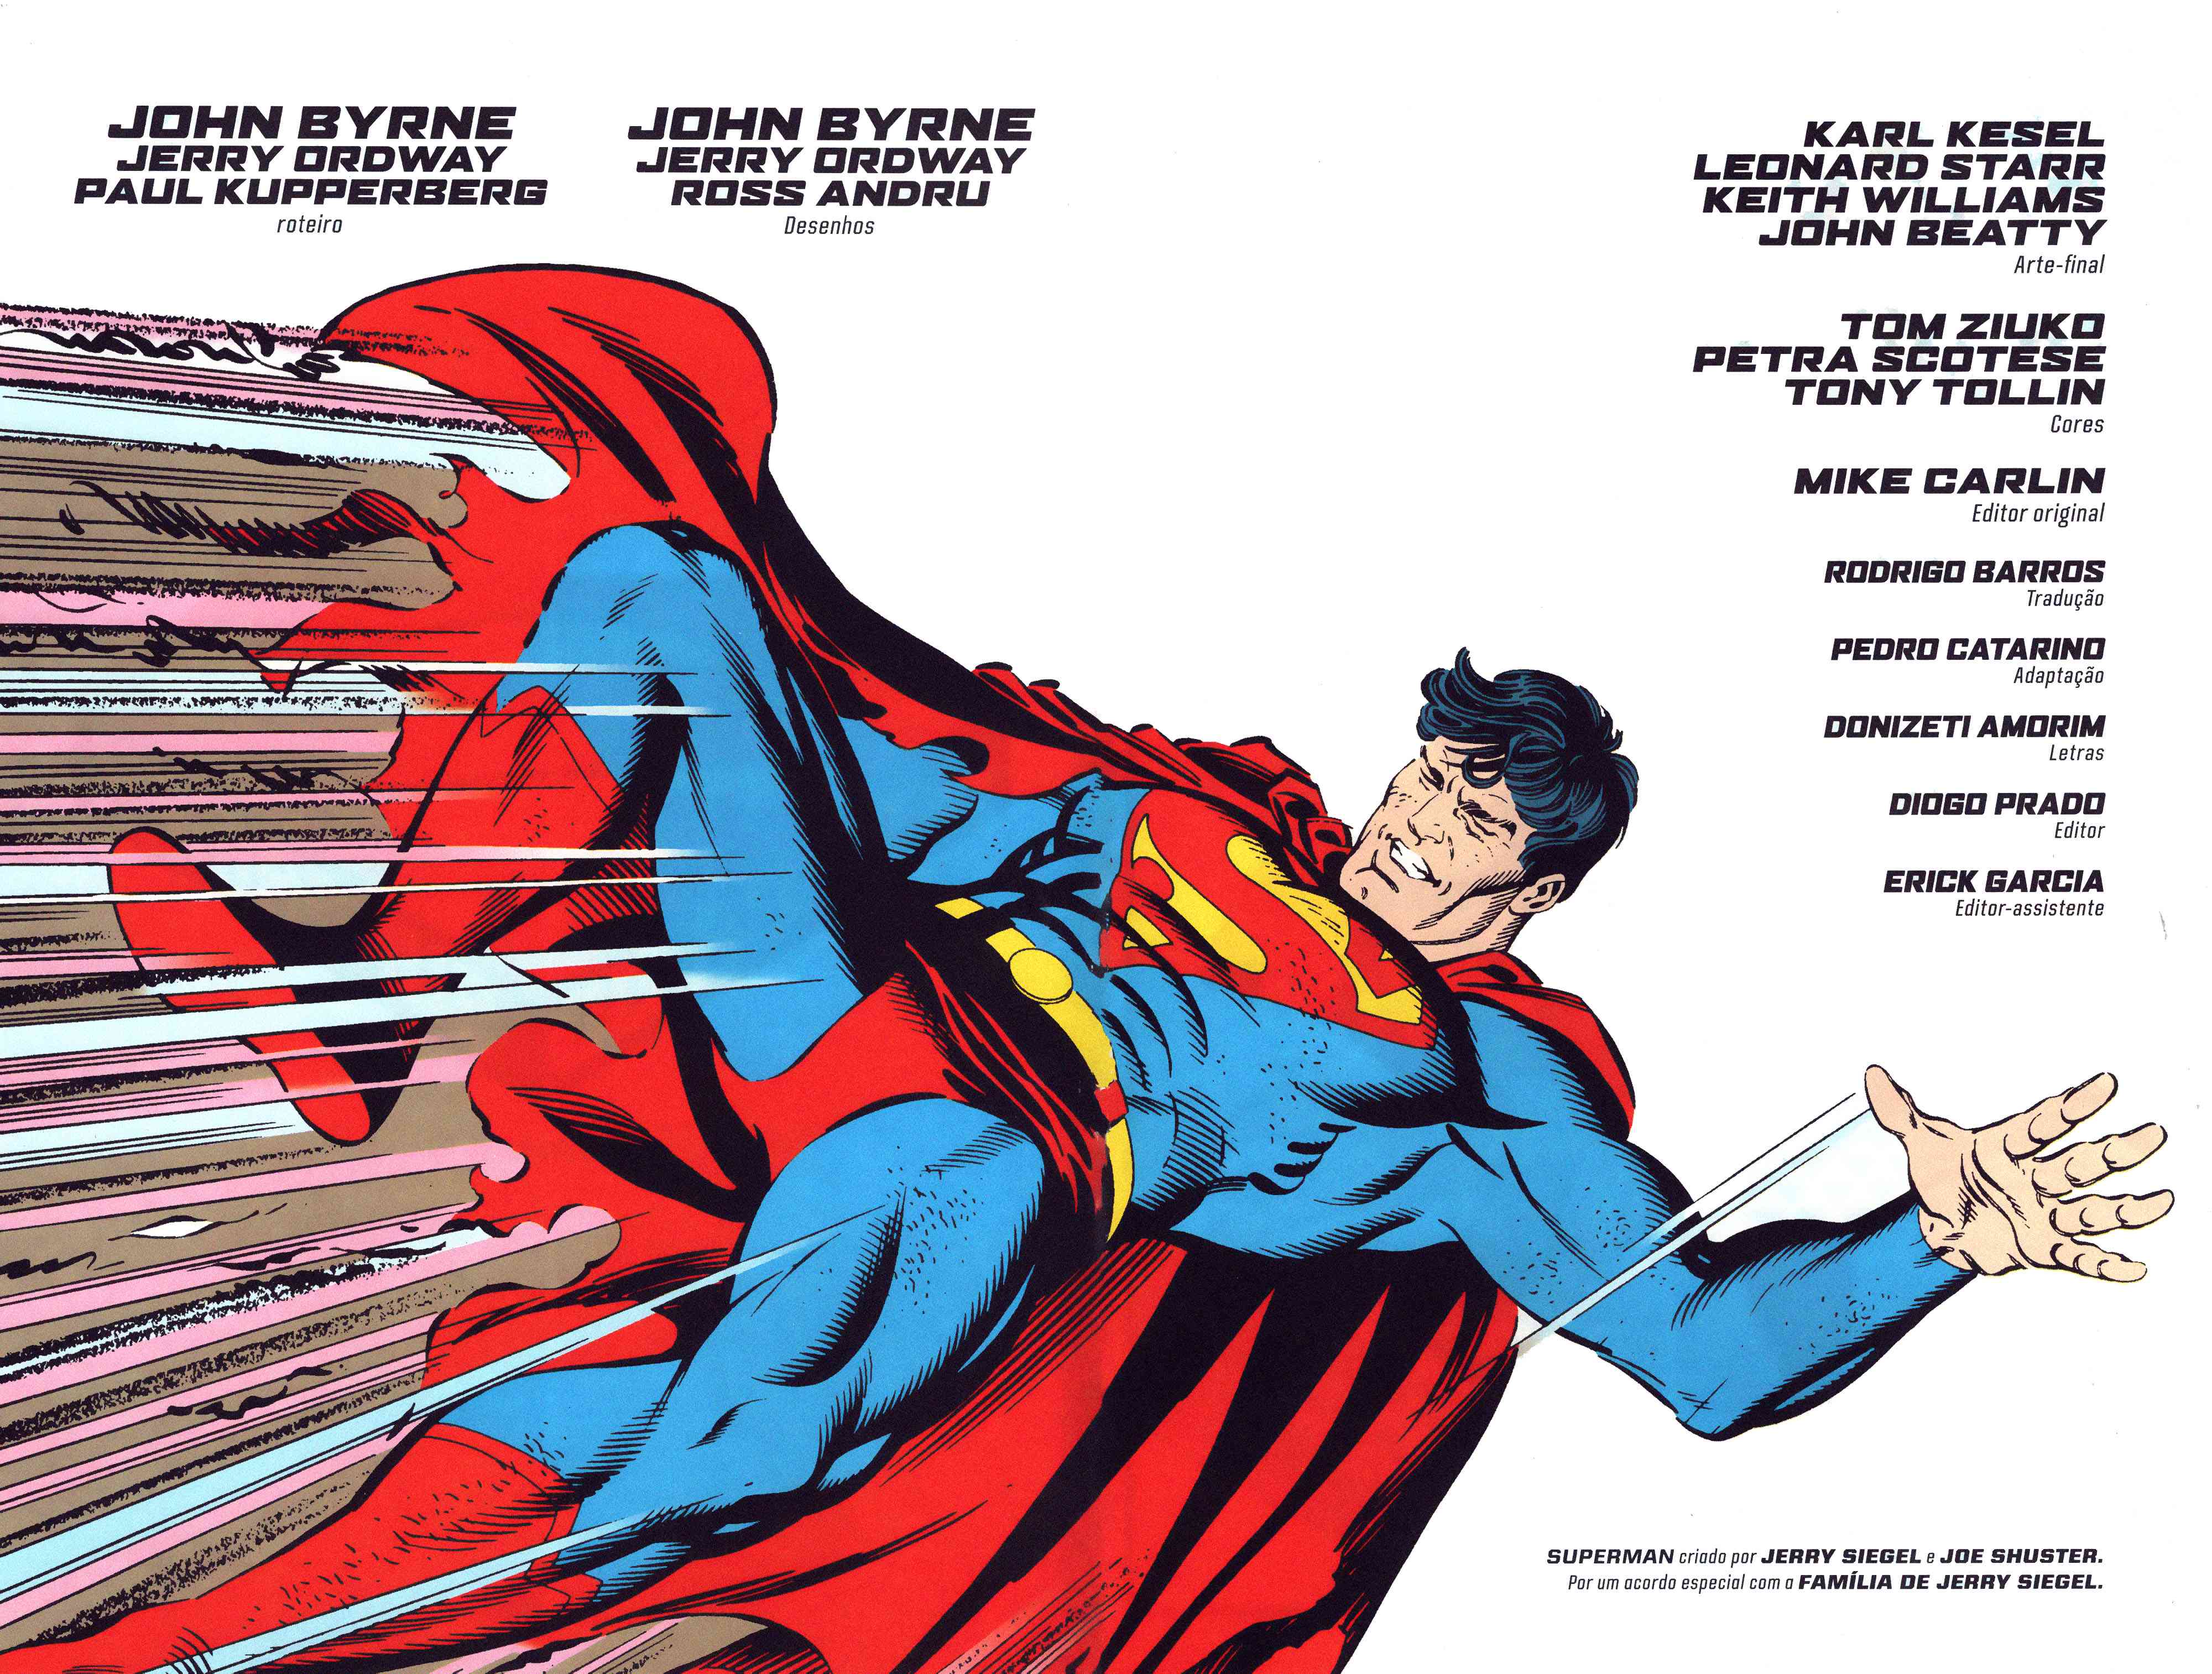 JOHN BYRNE
JERRY ORDWAY
PAUL KUPPERBERG
roteiro
JOHN BYRNE
JERRY ORDWAY
ROSS ANDRU
Desenhos
KARL KESEL
LEONARD STARR
KEITH WILLIAMS
JOHN BEATTY
Arte-final
TOM ZIUKO
PETRA SCOTESE
TONY TOLLIN
Cores
MIKE CARLIN
Editor original
RODRIGO BARROS
Tradução
PEDRO CATARINO
Adaptação
DONIZETI AMORIM
Letras
DIOGO PRADO
Editor
ERICK GARCIA
Editor-assistente
SUPERMAN criado por JERRY SIEGEL e JOE SHUSTER.
Por um acordo especial com a FAMÍLIA DE JERRY SIEGEL.